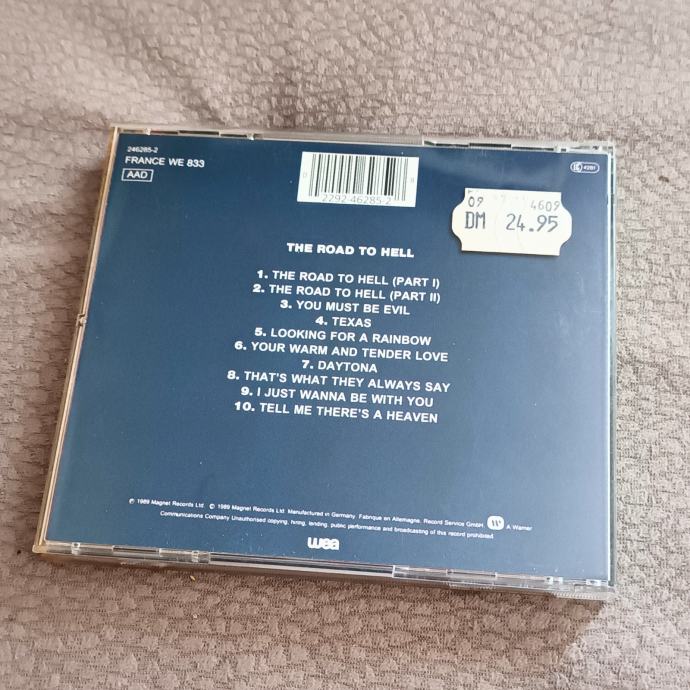 246285-2
FRANCE WE 833
AAD
0 2292-46285-2 8
4281
09 4609
DM 24.95
THE ROAD TO HELL
1. THE ROAD TO HELL (PART I)
2. THE ROAD TO HELL (PART II)
3. YOU MUST BE EVIL
4. TEXAS
5. LOOKING FOR A RAINBOW
6. YOUR WARM AND TENDER LOVE
7. DAYTONA
8. THAT'S WHAT THEY ALWAYS SAY
9. I JUST WANNA BE WITH YOU
10. TELL ME THERE'S A HEAVEN
℗ 1989 Magnet Records Ltd. © 1989 Magnet Records Ltd. Manufactured in Germany. Fabriqué en Allemagne, Record Service GmbH. A Warner
Communications Company Unauthorised copying, hiring, lending, public performance and broadcasting of this record prohibited.
wea